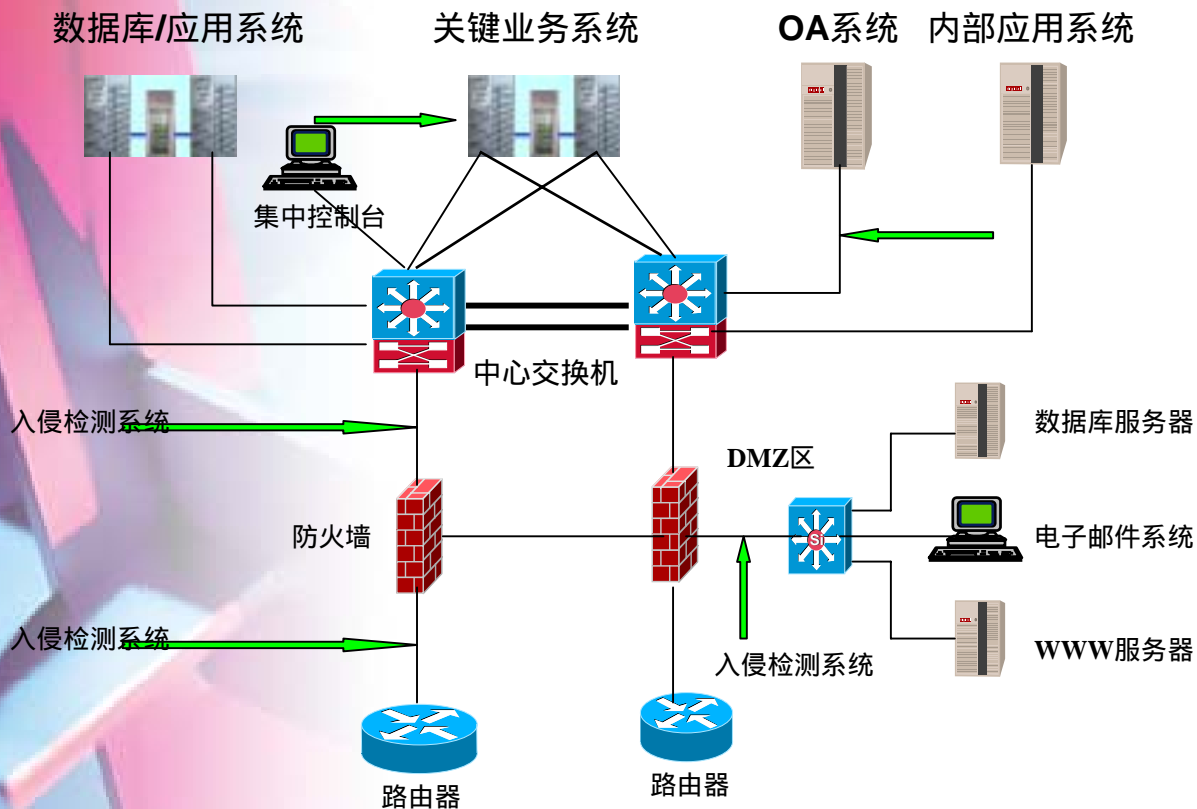 数据库/应用系统
关键业务系统
OA系统
内部应用系统
集中控制台
中心交换机
入侵检测系统
数据库服务器
DMZ区
防火墙
Si
电子邮件系统
入侵检测系统
入侵检测系统
WWW服务器
路由器
路由器